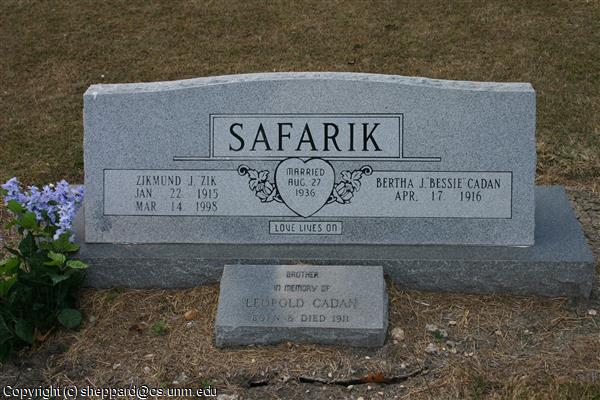 SAFARIK
ZIKMUND J. ZIK
JAN 22 1915
MAR 14 1998
MARRIED
AUG. 27
1936
BERTHA J. "BESSIE" CADAN
APR. 17 1916
LOVE LIVES ON
BROTHER
IN MEMORY OF
LEOPOLD CADAN
BORN & DIED 1911
Copyright (c) sheppard@cs.unm.edu